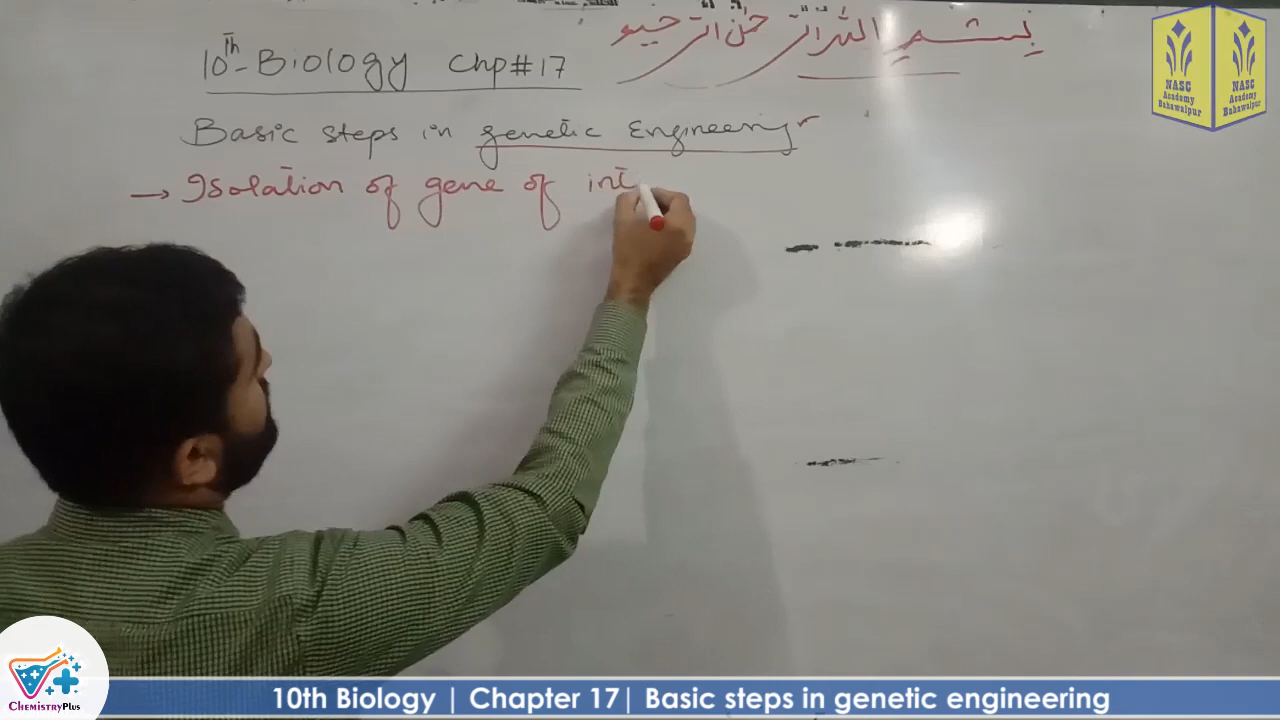 بسم الله الرحمن الرحیم
10th - Biology Chp#17
Basic steps in genetic Engineering
→ Isolation of gene of int
NASC Academy Bahawalpur
NASC Academy Bahawalpur
ChemistryPlus
10th Biology | Chapter 17| Basic steps in genetic engineering